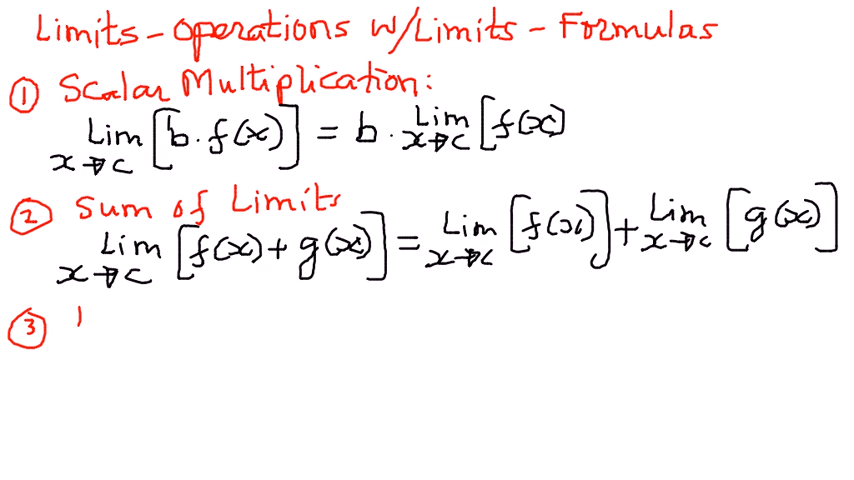 Limits - Operations w/Limits - Formulas
① Scalar Multiplication:
Lim x→c [b · f(x)] = b · Lim x→c [f(x)
② Sum of Limits
Lim x→c [f(x) + g(x)] = Lim x→c [f(x)] + Lim x→c [g(x)]
③